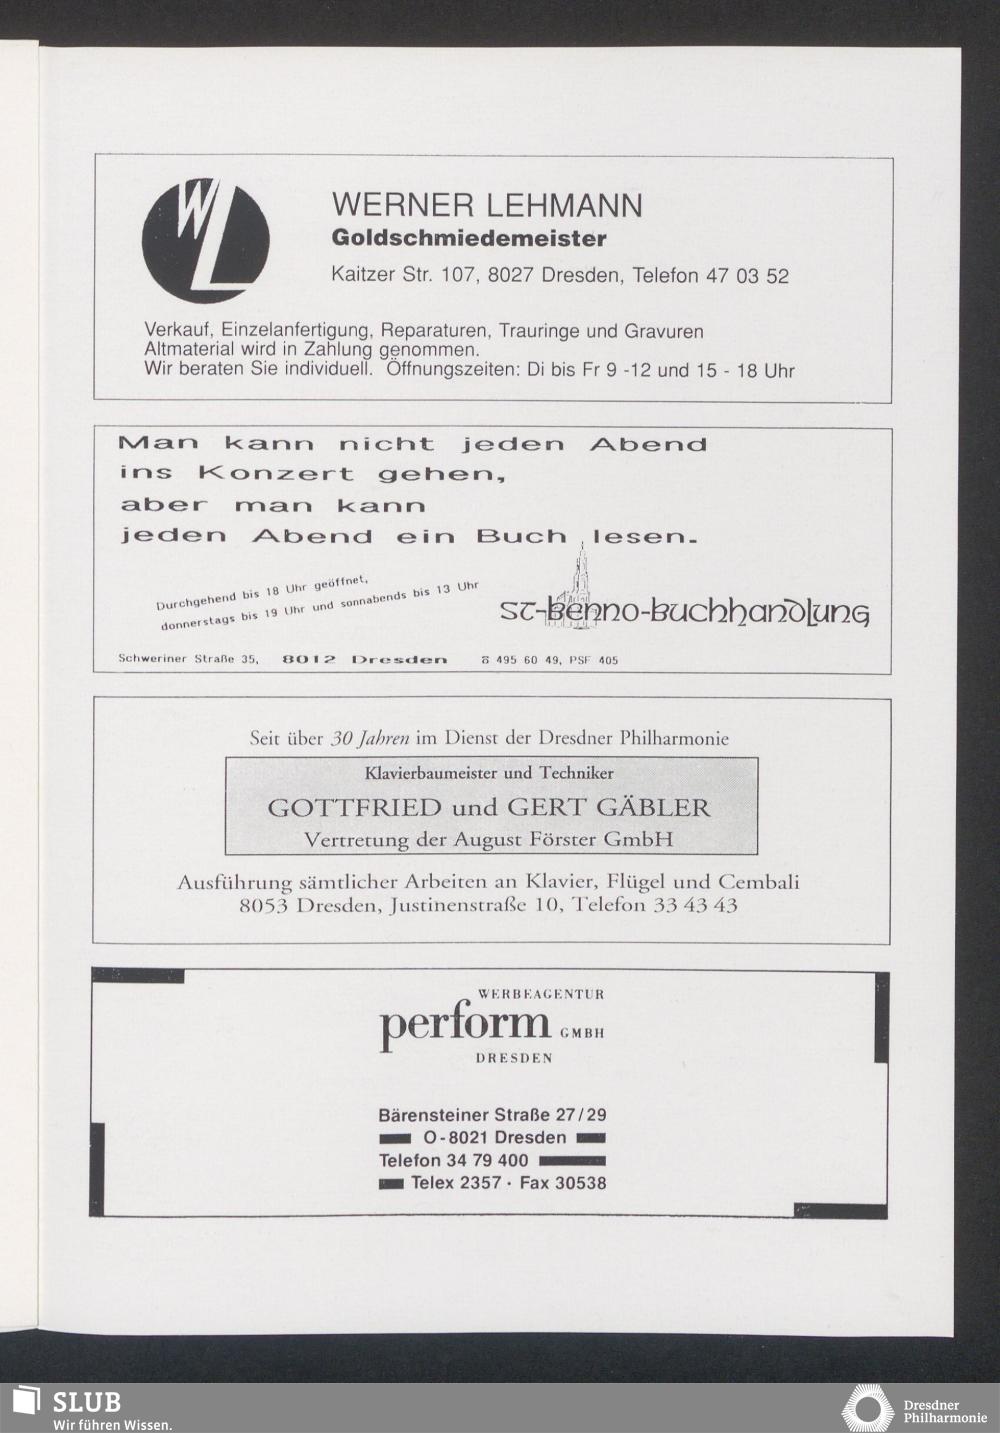 WL
WERNER LEHMANN
Goldschmiedemeister
Kaitzer Str. 107, 8027 Dresden, Telefon 47 03 52
Verkauf, Einzelanfertigung, Reparaturen, Trauringe und Gravuren
Altmaterial wird in Zahlung genommen.
Wir beraten Sie individuell. Öffnungszeiten: Di bis Fr 9 -12 und 15 - 18 Uhr
Man kann nicht jeden Abend
ins Konzert gehen,
aber man kann
jeden Abend ein Buch lesen.
Durchgehend bis 18 Uhr geöffnet,
donnerstags bis 19 Uhr und sonnabends bis 13 Uhr
St-Benno-Buchhandlung
Schweriner Straße 35, 8012 Dresden ☎ 495 60 49, PSF 405
Seit über 30 Jahren im Dienst der Dresdner Philharmonie
Klavierbaumeister und Techniker
GOTTFRIED und GERT GÄBLER
Vertretung der August Förster GmbH
Ausführung sämtlicher Arbeiten an Klavier, Flügel und Cembali
8053 Dresden, Justinenstraße 10, Telefon 33 43 43
WERBEAGENTUR
perform GMBH
DRESDEN
Bärensteiner Straße 27/29
O-8021 Dresden
Telefon 34 79 400
Telex 2357 · Fax 30538
SLUB
Wir führen Wissen.
Dresdner
Philharmonie